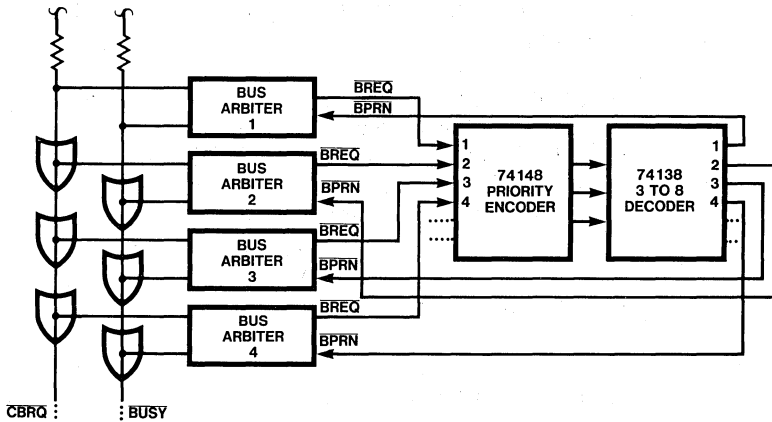 BUS
ARBITER
1
BREQ
BPRN
BUS
ARBITER
2
BREQ
BPRN
BUS
ARBITER
3
BREQ
BPRN
BUS
ARBITER
4
BREQ
BPRN
1
2
3
4
74148
PRIORITY
ENCODER
74138
3 TO 8
DECODER
1
2
3
4
CBRQ
BUSY